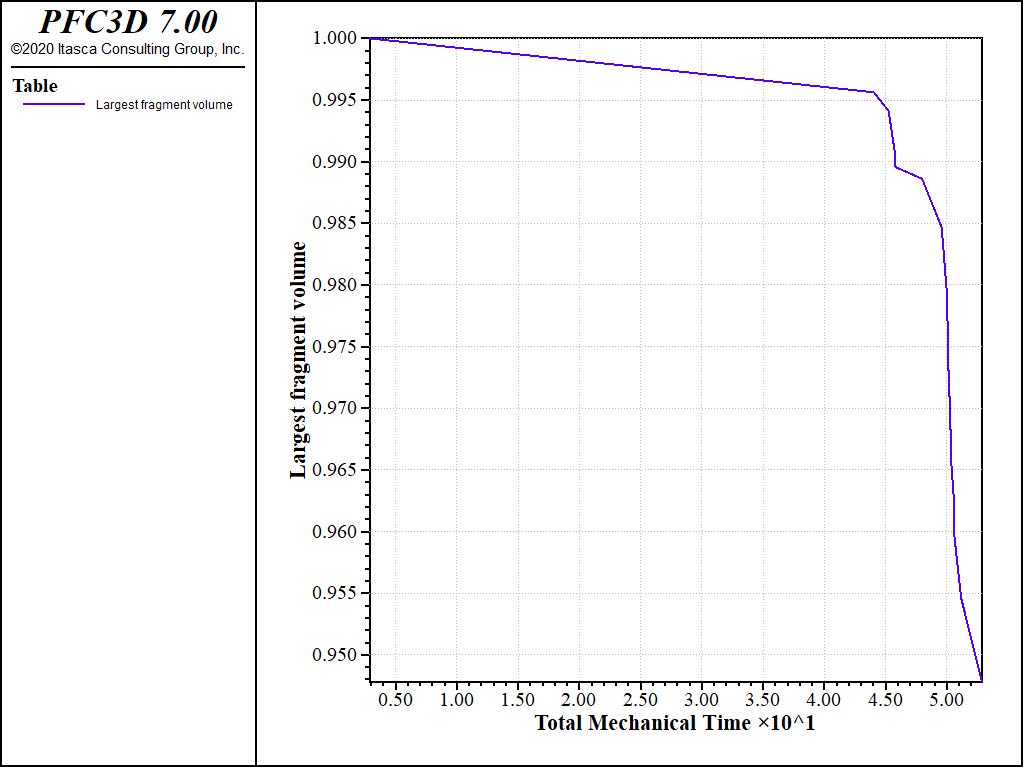 PFC3D 7.00
©2020 Itasca Consulting Group, Inc.
Table
Largest fragment volume
Largest fragment volume
1.000
0.995
0.990
0.985
0.980
0.975
0.970
0.965
0.960
0.955
0.950
0.50 1.00 1.50 2.00 2.50 3.00 3.50 4.00 4.50 5.00
Total Mechanical Time ×10^1